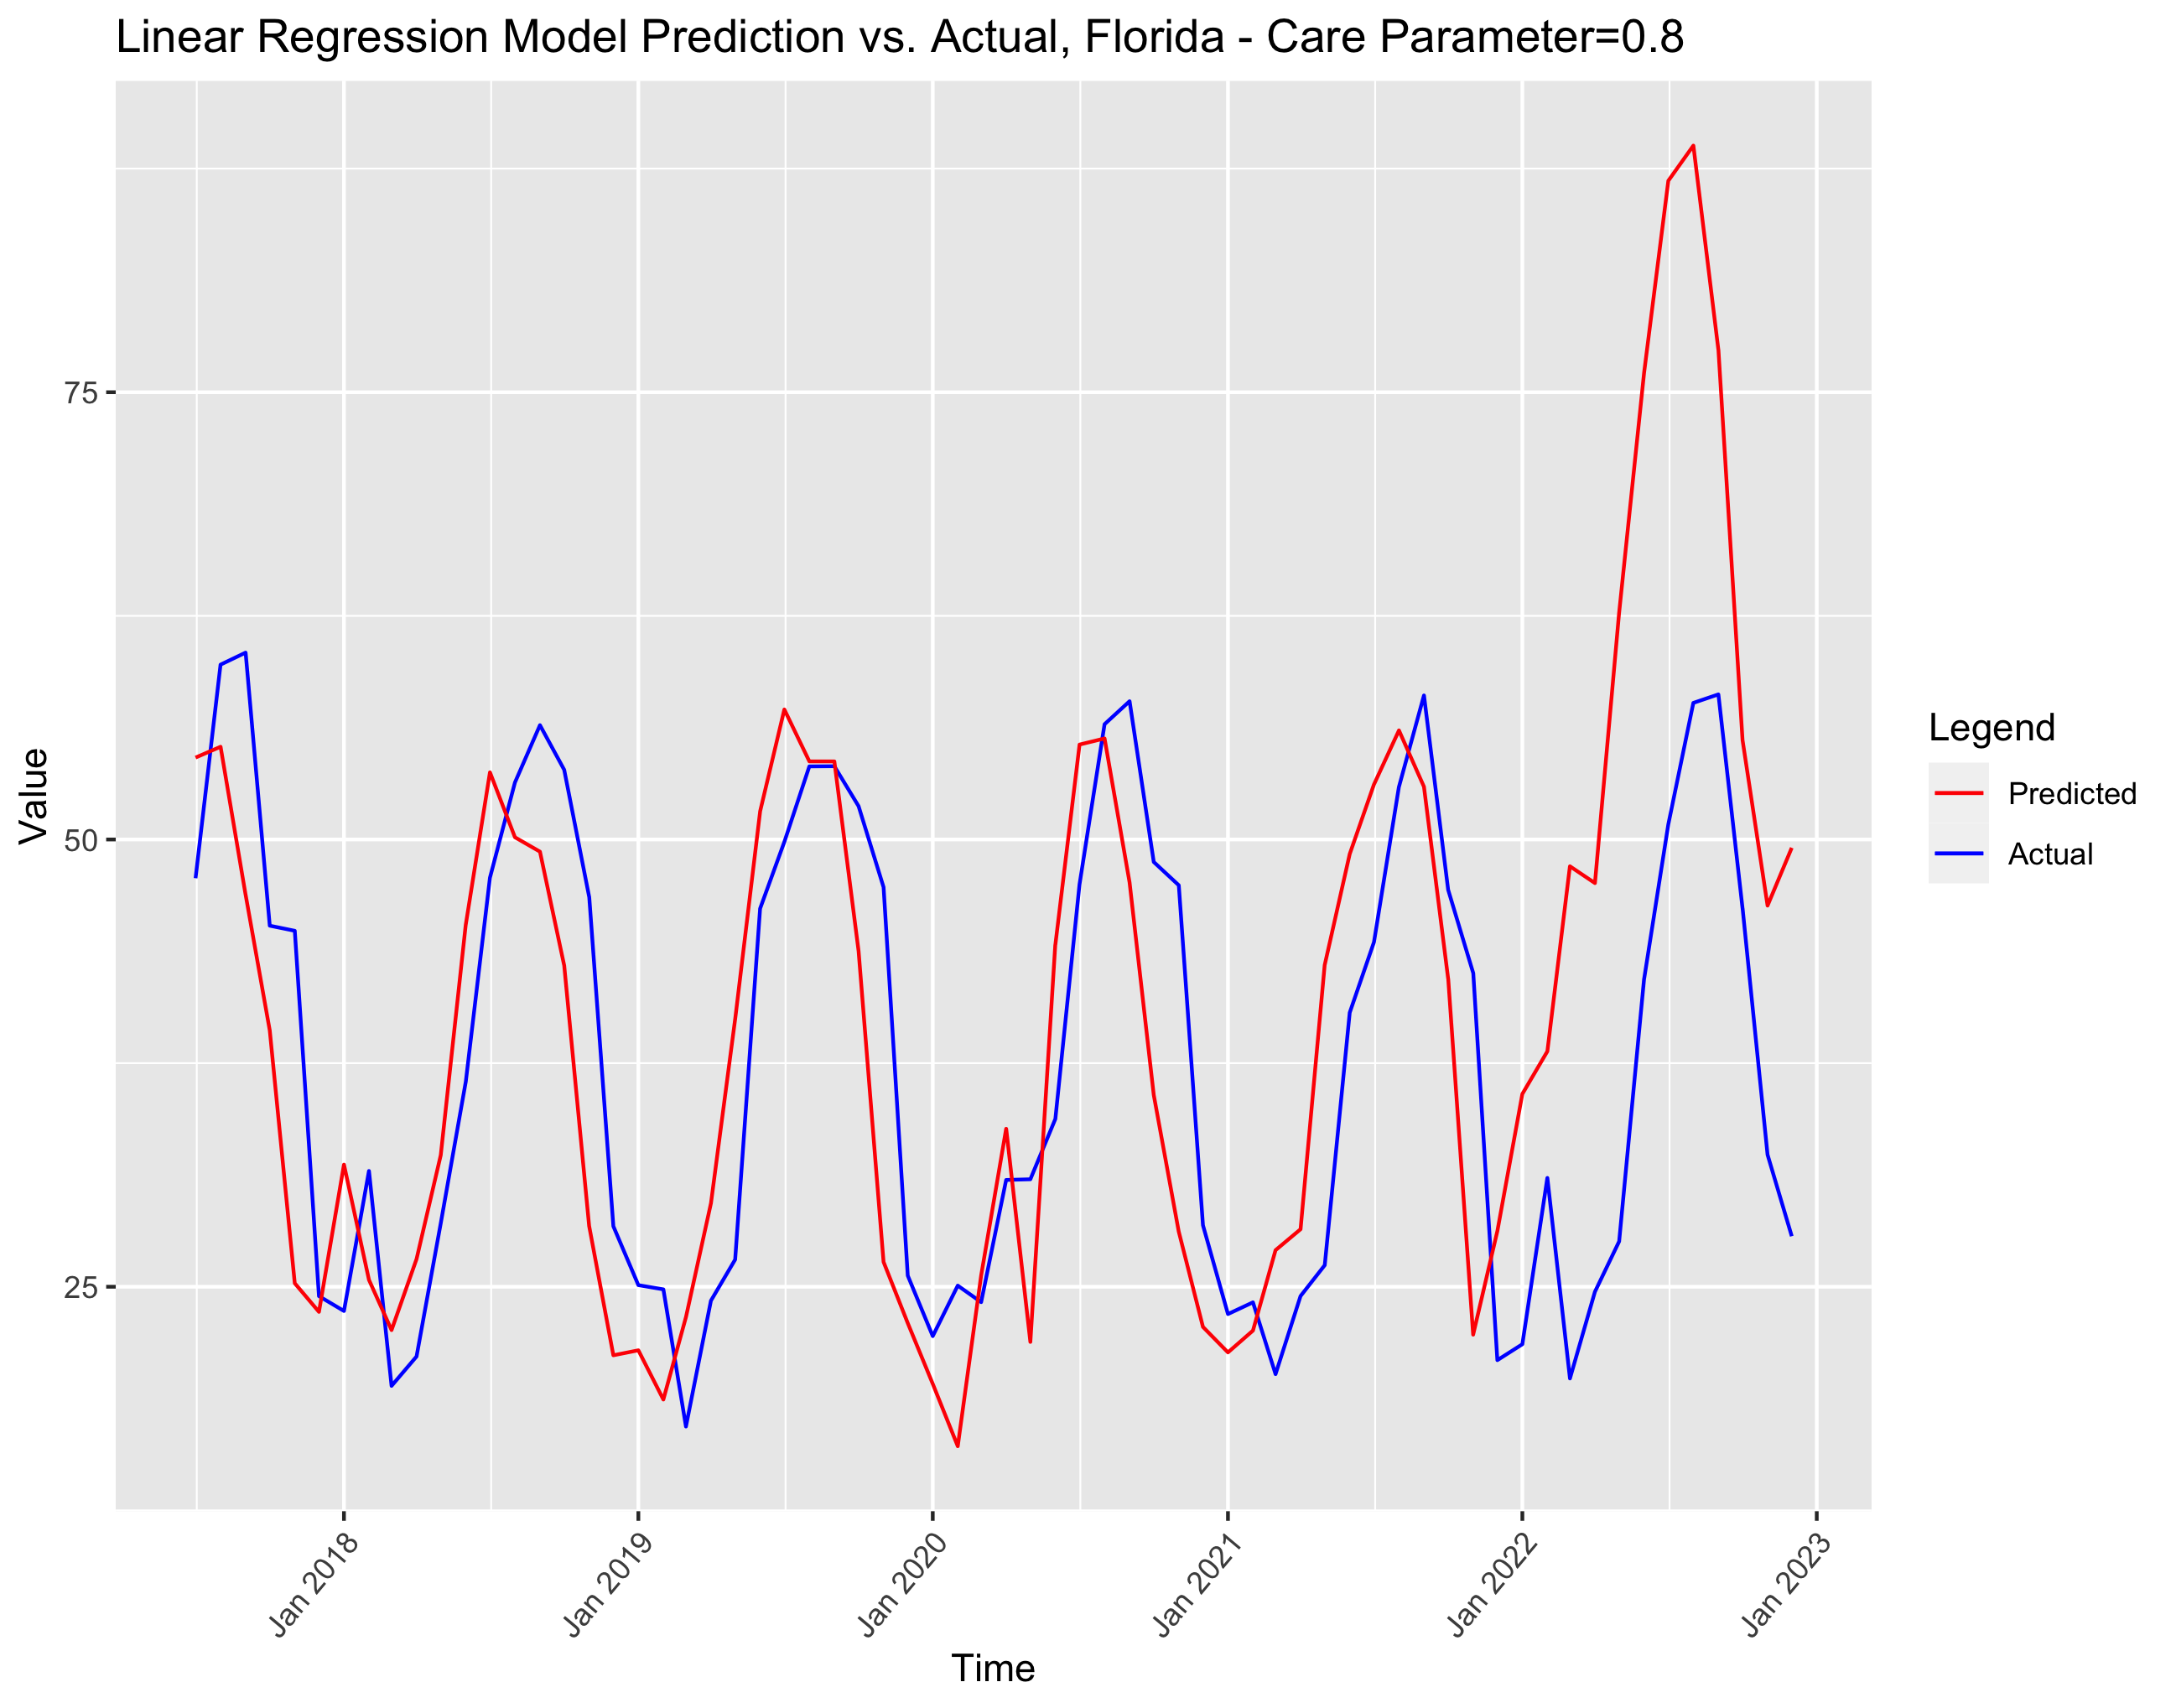 Linear Regression Model Prediction vs. Actual, Florida - Care Parameter=0.8
75
50
25
Value
Jan 2018
Jan 2019
Jan 2020
Jan 2021
Jan 2022
Jan 2023
Time
Legend
Predicted
Actual